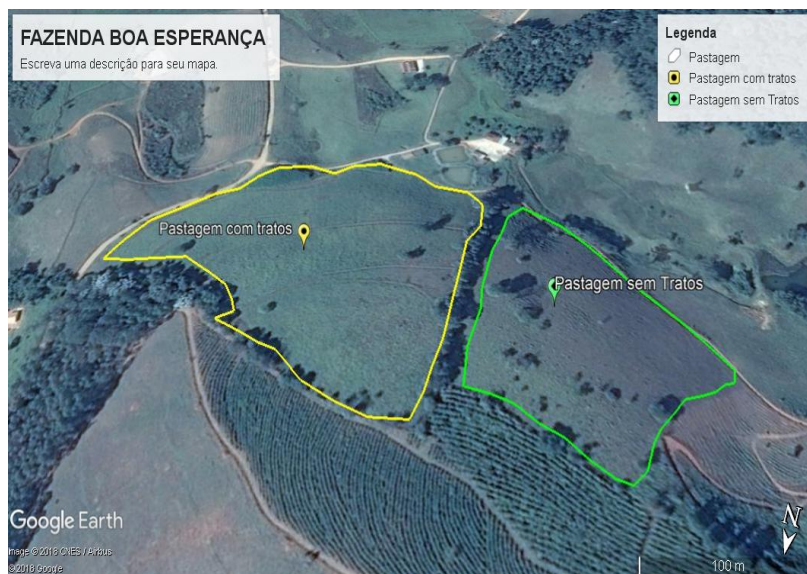 FAZENDA BOA ESPERANÇA
Escreva uma descrição para seu mapa.
Legenda
Pastagem
Pastagem com tratos
Pastagem sem Tratos
Pastagem com tratos
Pastagem sem Tratos
Google Earth
Image © 2018 CNES / Airbus
© 2018 Google
N
100 m